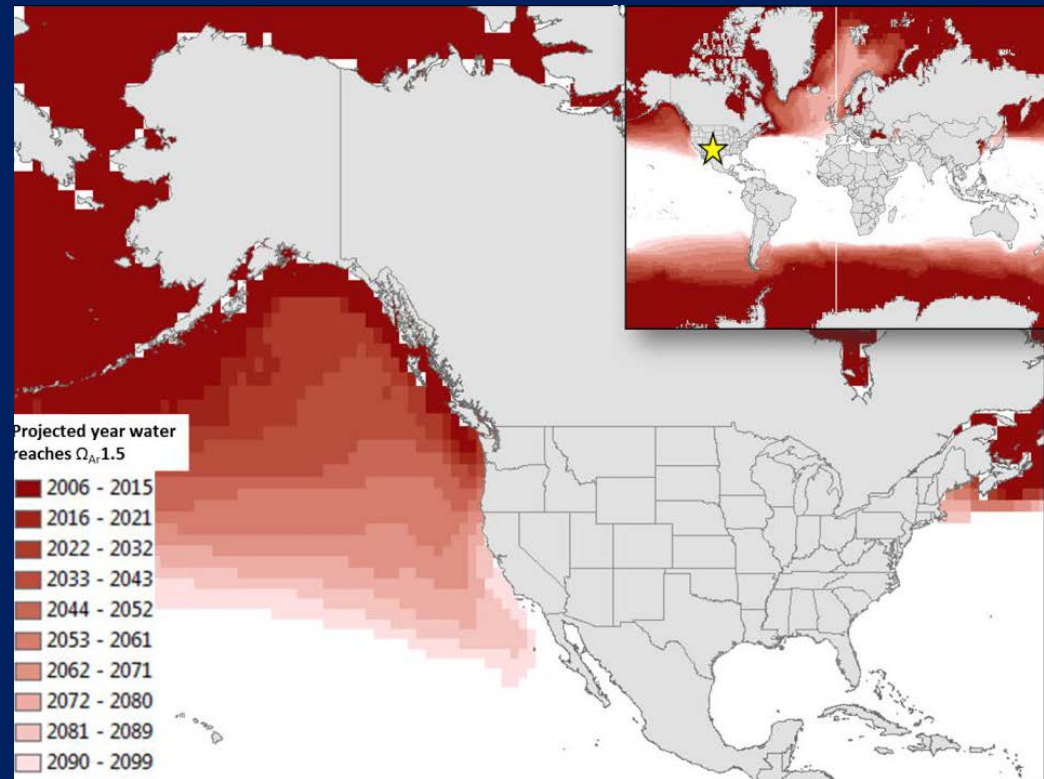 Projected year water
reaches ΩAr1.5
2006 - 2015
2016 - 2021
2022 - 2032
2033 - 2043
2044 - 2052
2053 - 2061
2062 - 2071
2072 - 2080
2081 - 2089
2090 - 2099